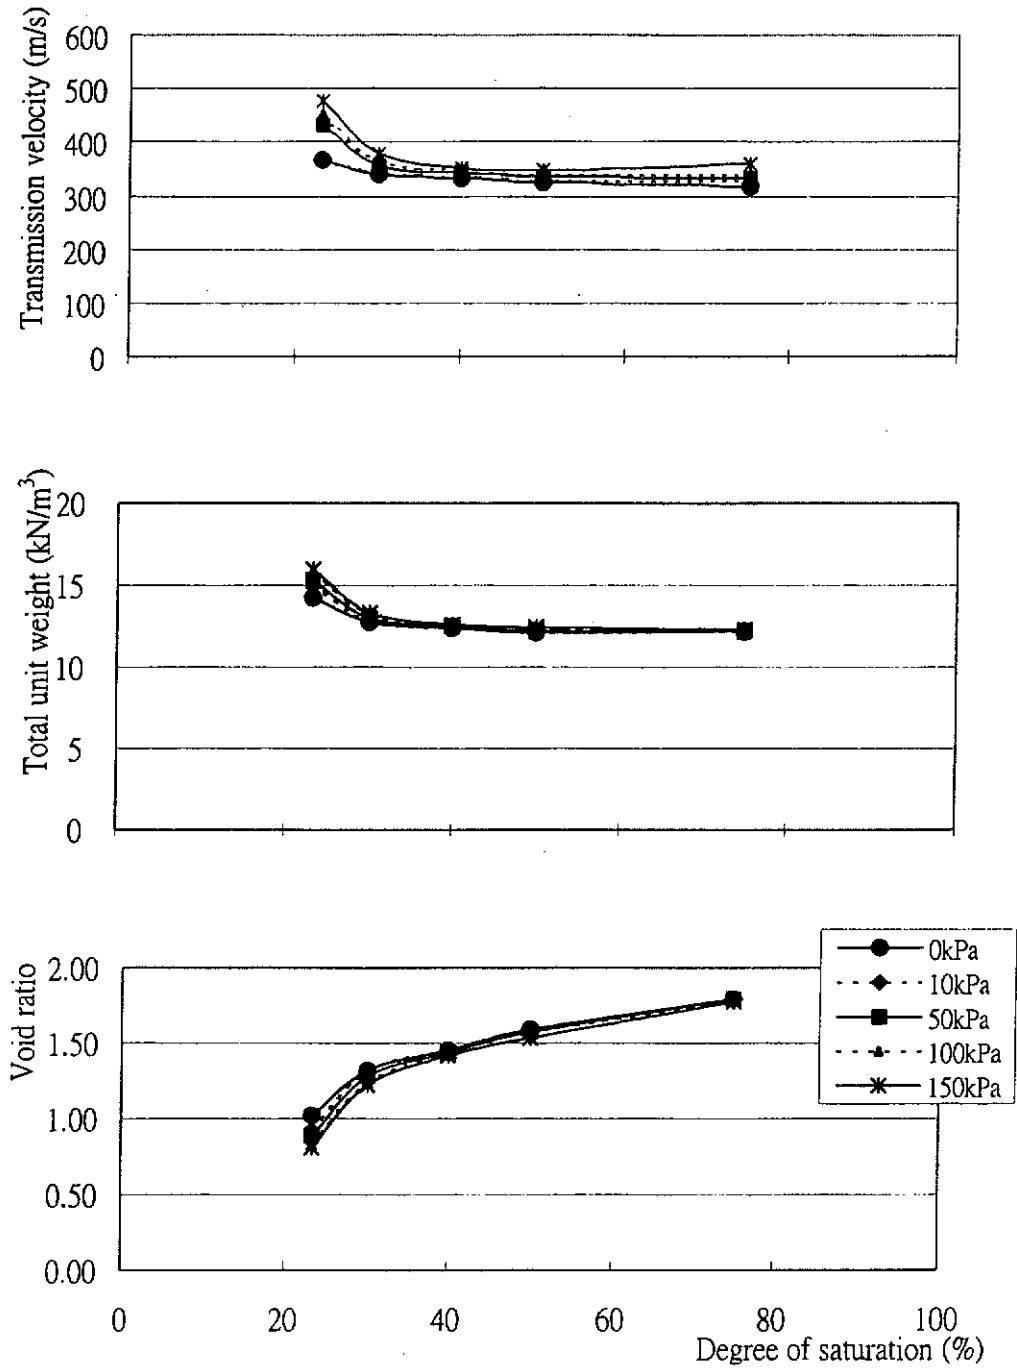 Transmission velocity (m/s)
600
500
400
300
200
100
0
Total unit weight (kN/m³)
20
15
10
5
0
Void ratio
2.00
1.50
1.00
0.50
0.00
0kPa
10kPa
50kPa
100kPa
150kPa
0 20 40 60 80 100
Degree of saturation (%)